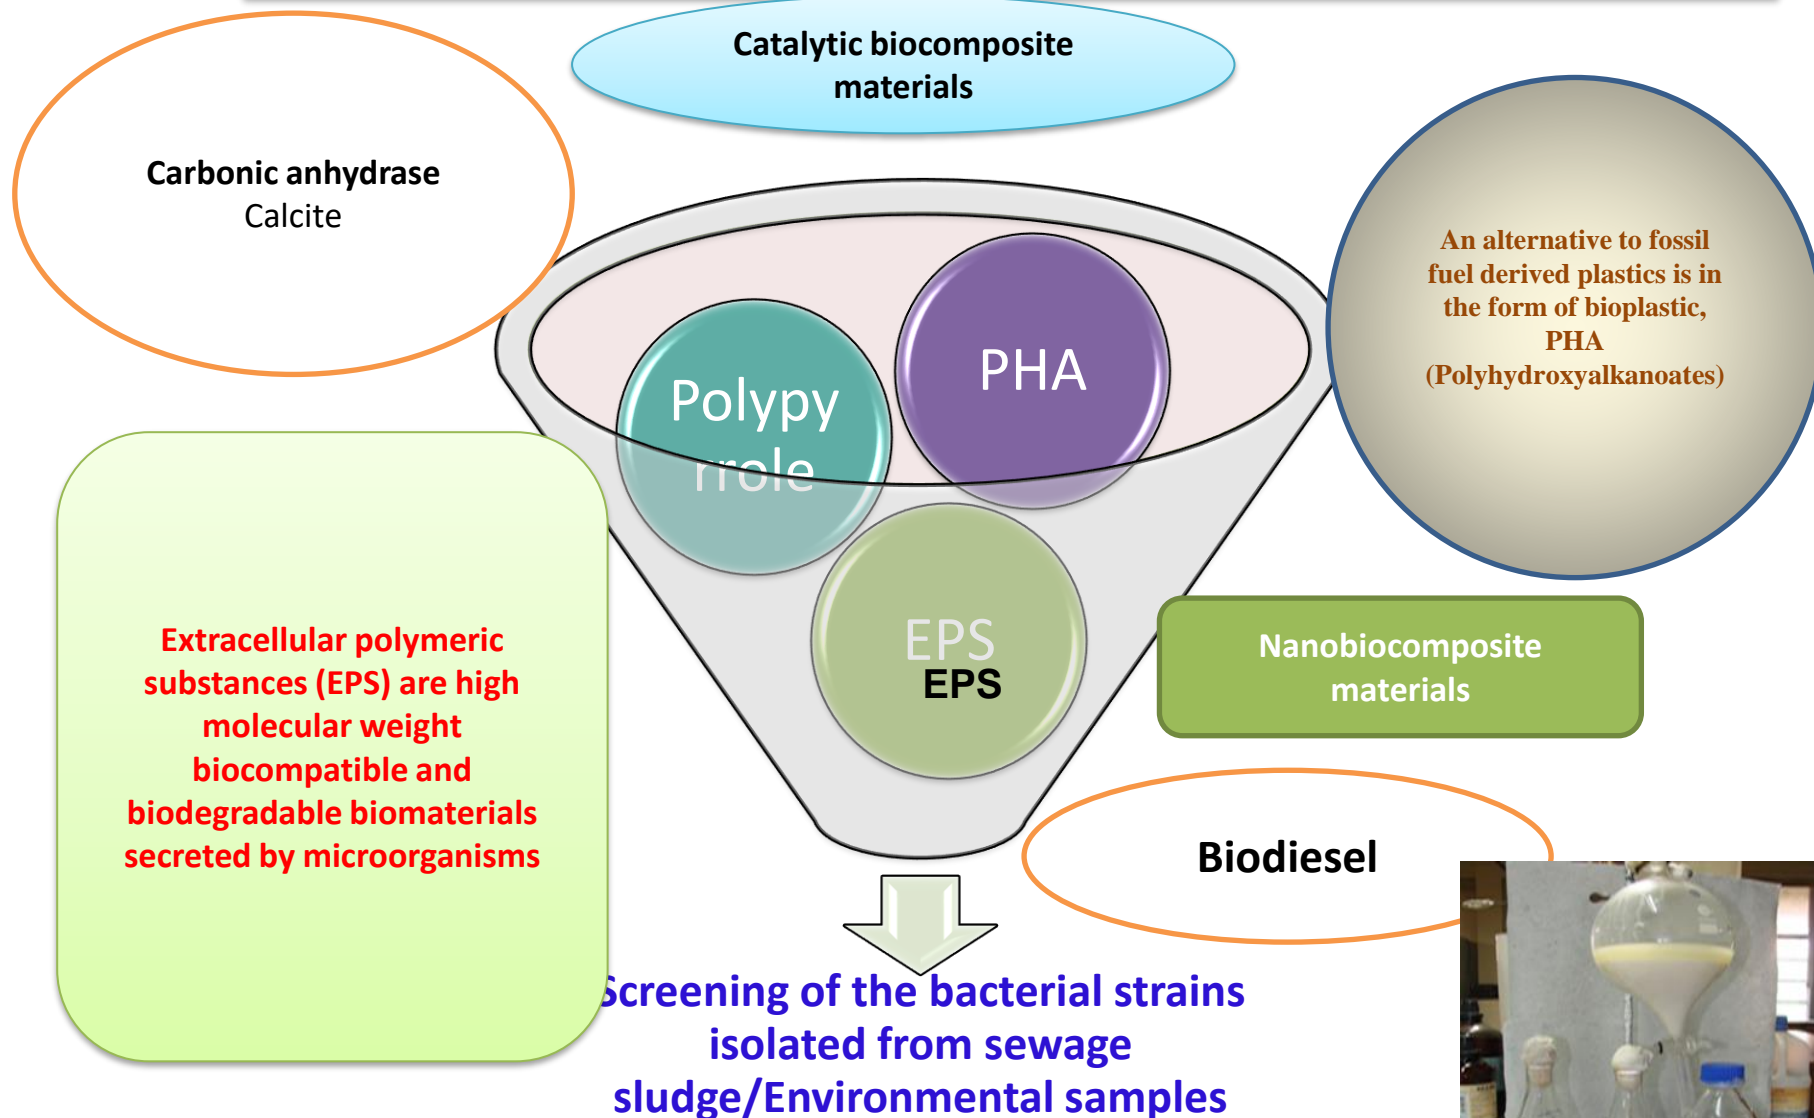 Catalytic biocomposite
materials
Carbonic anhydrase
Calcite
An alternative to fossil
fuel derived plastics is in
the form of bioplastic,
PHA
(Polyhydroxyalkanoates)
PHA
Polypy
rrole
EPS
EPS
Extracellular polymeric
substances (EPS) are high
molecular weight
biocompatible and
biodegradable biomaterials
secreted by microorganisms
Nanobiocomposite
materials
Biodiesel
Screening of the bacterial strains
isolated from sewage
sludge/Environmental samples